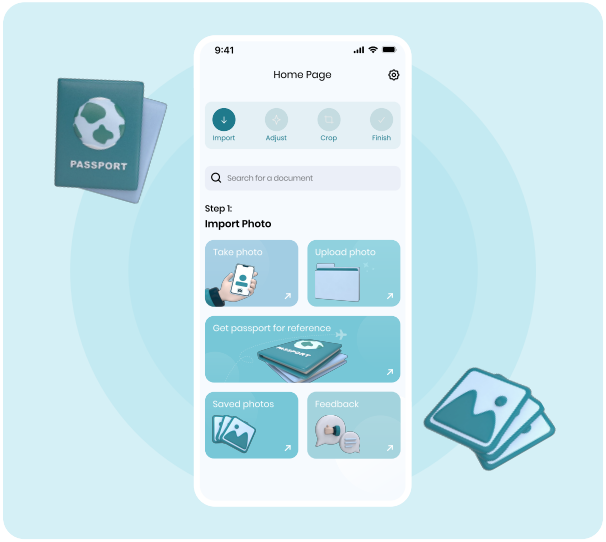 9:41
Home Page
Import
Adjust
Crop
Finish
Search for a document
Step 1:
Import Photo
Take photo
Upload photo
Get passport for reference
PASSPORT
Saved photos
Feedback
PASSPORT